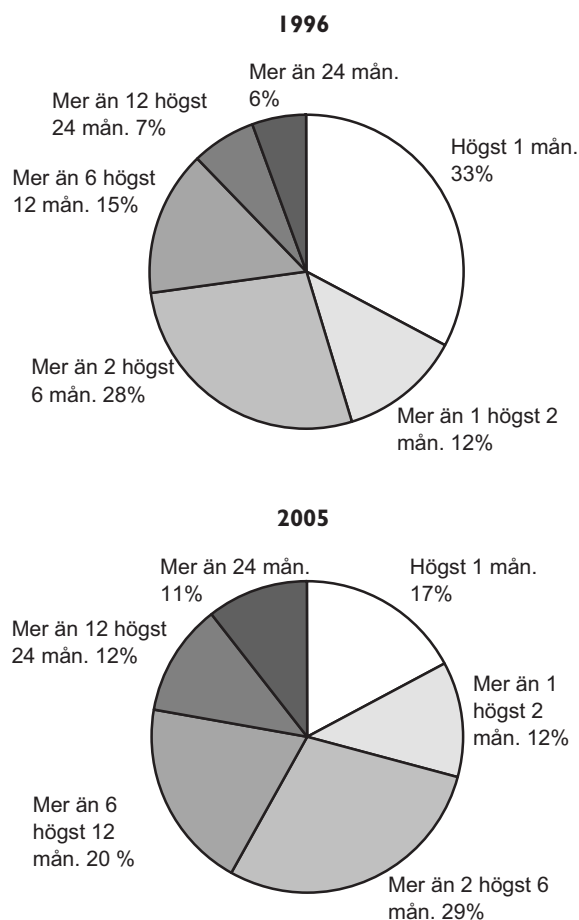 1996
Mer än 24 mån.
6%
Mer än 12 högst
24 mån. 7%
Högst 1 mån.
33%
Mer än 6 högst
12 mån. 15%
Mer än 2 högst
6 mån. 28%
Mer än 1 högst 2
mån. 12%
2005
Mer än 24 mån.
11%
Högst 1 mån.
17%
Mer än 12 högst
24 mån. 12%
Mer än 1
högst 2
mån. 12%
Mer än 6
högst 12
mån. 20 %
Mer än 2 högst 6
mån. 29%